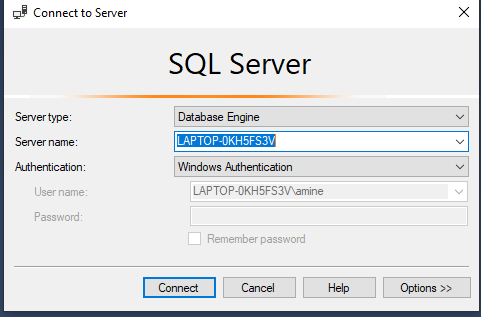 Connect to Server
SQL Server
Server type: Database Engine
Server name: LAPTOP-0KH5FS3V
Authentication: Windows Authentication
User name: LAPTOP-0KH5FS3V\amine
Password:
Remember password
Connect Cancel Help Options >>